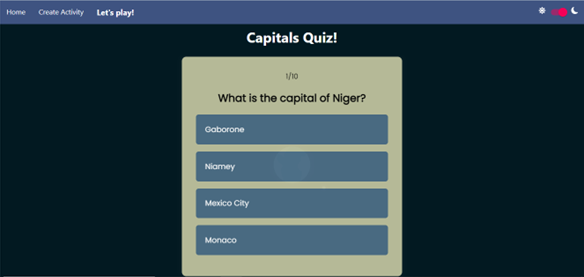 Home Create Activity Let's play!
Capitals Quiz!
1/10
What is the capital of Niger?
Gaborone
Niamey
Mexico City
Monaco